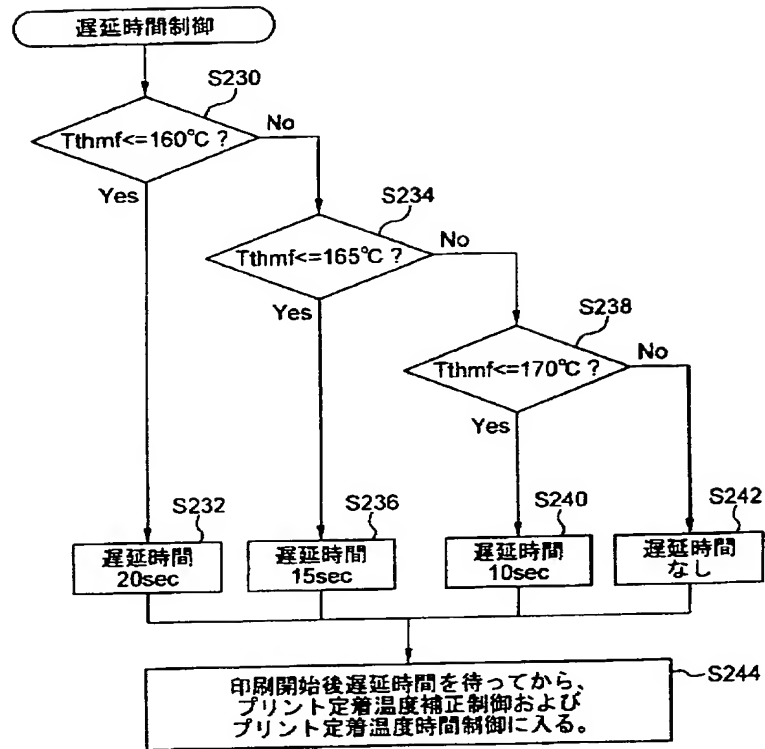 遅延時間制御
S230
Tthmf<=160℃?
No
Yes
S234
Tthmf<=165℃?
No
Yes
S238
Tthmf<=170℃?
No
Yes
S232
遅延時間
20sec
S236
遅延時間
15sec
S240
遅延時間
10sec
S242
遅延時間
なし
S244
印刷開始後遅延時間を待ってから、
プリント定着温度補正制御および
プリント定着温度時間制御に入る。